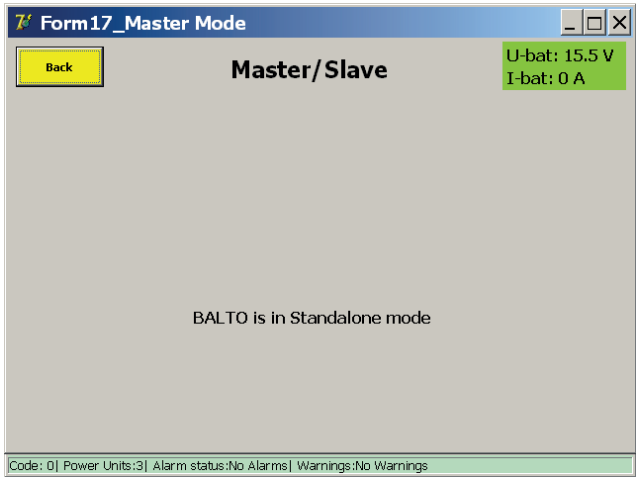 Form17_Master Mode
Back
Master/Slave
U-bat: 15.5 V
I-bat: 0 A
BALTO is in Standalone mode
Code: 0| Power Units:3| Alarm status:No Alarms| Warnings:No Warnings